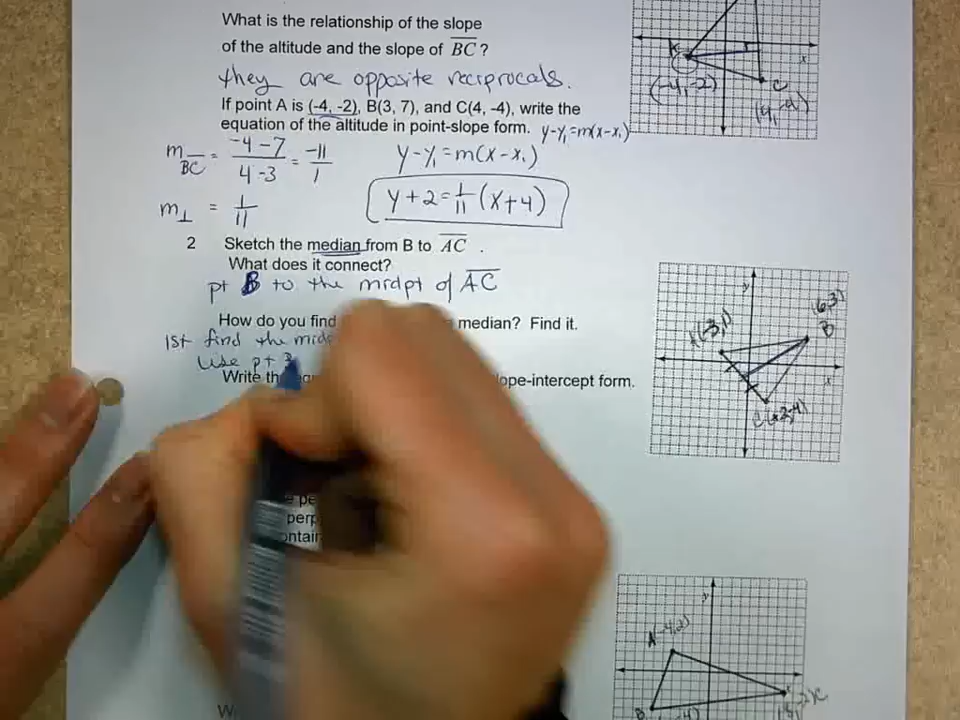 What is the relationship of the slope
of the altitude and the slope of BC?
they are opposite reciprocals.
If point A is (-4, -2), B(3, 7), and C(4, -4), write the
equation of the altitude in point-slope form. y-y₁=m(x-x₁)
m BC = -4-7 / 4-3 = -11/1
y-y₁=m(x-x₁)
m⊥ = 1/11
y+2=1/11(x+4)
2 Sketch the median from B to AC.
What does it connect?
pt B to the midpt of AC
How do you find median? Find it.
1st find the
Use pt
Write slope-intercept form.
A
(-4,-2)
C
(4,-4)
x
y
A(-3,1)
(6,3)
B
x
y
A(-4,2)
C
B